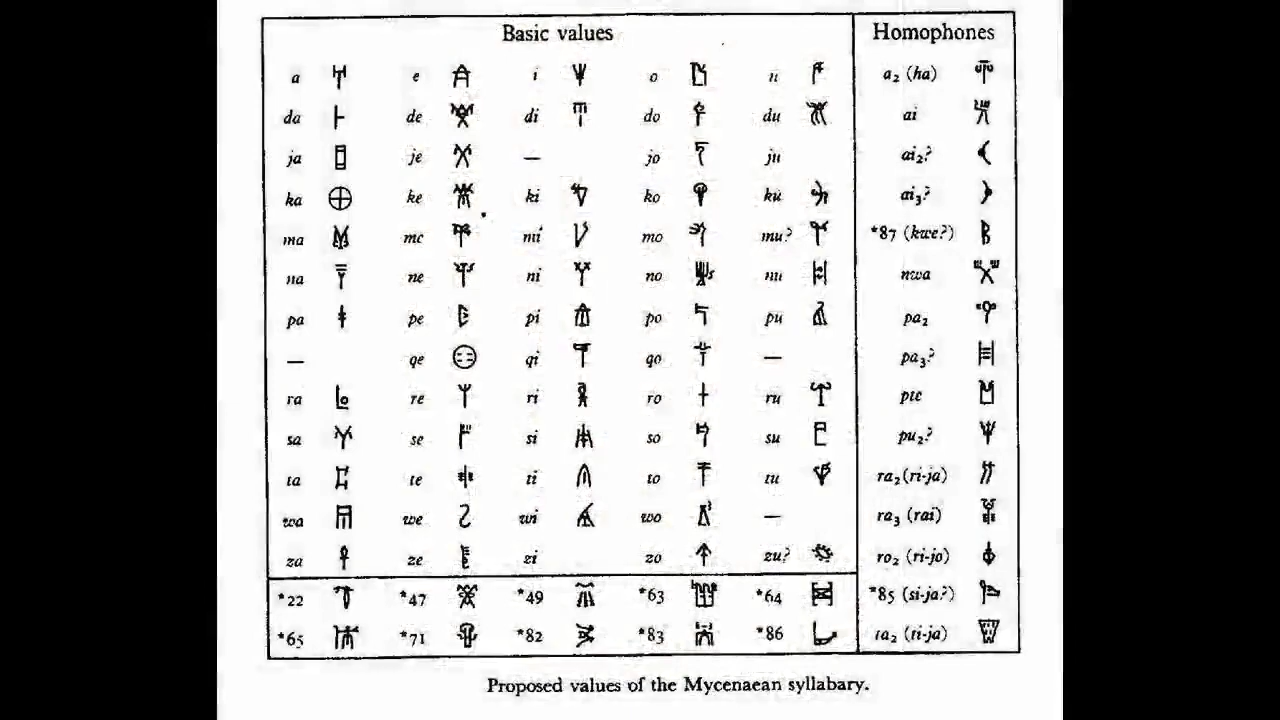 Basic values
Homophones
a 𐀀 e 𐀁 i 𐀂 o 𐀃 u 𐀄 a₂ (ha) 𐁀
da 𐀅 de 𐀆 di 𐀇 do 𐀈 du 𐀉 ai 𐁁
ja 𐀊 je 𐀋 — jo 𐀍 ju ai₂? 𐁓
ka 𐀏 ke 𐀐 ki 𐀑 ko 𐀒 ku 𐀓 ai₃?
ma 𐀔 me 𐀕 mi 𐀖 mo 𐀗 mu? 𐀘 *87 (kwe?) 𐁌
na 𐀙 ne 𐀚 ni 𐀛 no 𐀜 nu 𐀝 nwa 𐁅
pa 𐀞 pe 𐀟 pi 𐀠 po 𐀡 pu 𐀢 pa₂ 𐀣
— qe 𐀤 qi 𐀥 qo 𐀦 — pa₃? 𐁖
ra 𐀨 re 𐀩 ri 𐀪 ro 𐀫 ru 𐀬 pte 𐁇
sa 𐀭 se 𐀮 si 𐀯 so 𐀰 su 𐀱 pu₂? 𐁆
ta 𐀲 te 𐀳 ti 𐀴 to 𐀵 tu 𐀶 ra₂ (ri-ja) 𐁈
wa 𐀷 we 𐀸 wi 𐀹 wo 𐀺 — ra₃ (rai) 𐁉
za 𐀼 ze 𐀽 zi zo 𐀿 zu? 𐁙 ro₂ (ri-jo) 𐁊
*22 𐁒 *47 𐁔 *49 𐁕 *63 𐁗 *64 𐁘 *85 (si-ja?) 𐁂
*65 𐀎 *71 𐁃 *82 𐁚 *83 𐁛 *86 𐁜 ta₂ (ti-ja) 𐁋
Proposed values of the Mycenaean syllabary.